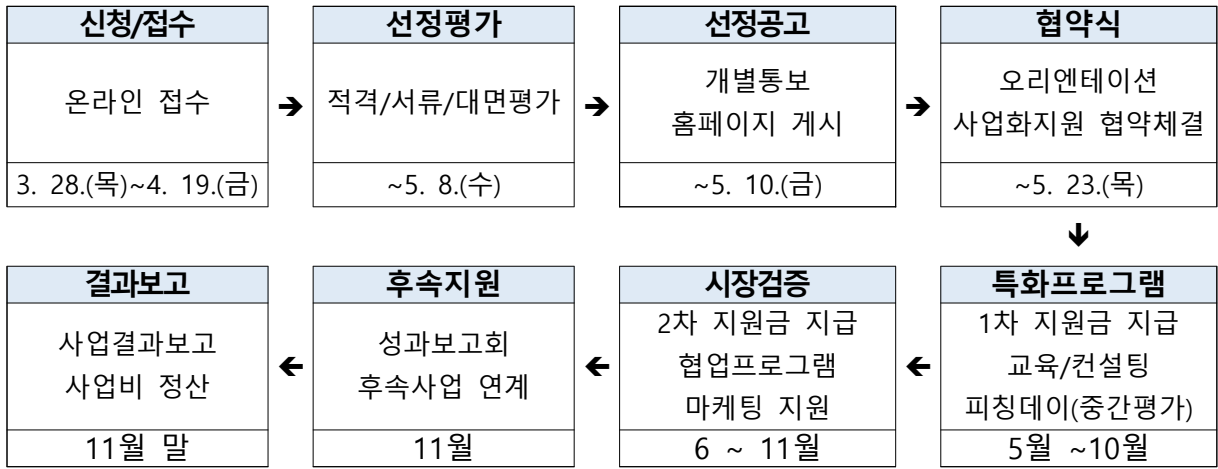 신청/접수
온라인 접수
3. 28.(목)~4. 19.(금)
➔
선정평가
적격/서류/대면평가
~5. 8.(수)
➔
선정공고
개별통보
홈페이지 게시
~5. 10.(금)
➔
협약식
오리엔테이션
사업화지원 협약체결
~5. 23.(목)
🡻
특화프로그램
1차 지원금 지급
교육/컨설팅
피칭데이(중간평가)
5월 ~10월
🡸
시장검증
2차 지원금 지급
협업프로그램
마케팅 지원
6 ~ 11월
🡸
후속지원
성과보고회
후속사업 연계
11월
🡸
결과보고
사업결과보고
사업비 정산
11월 말